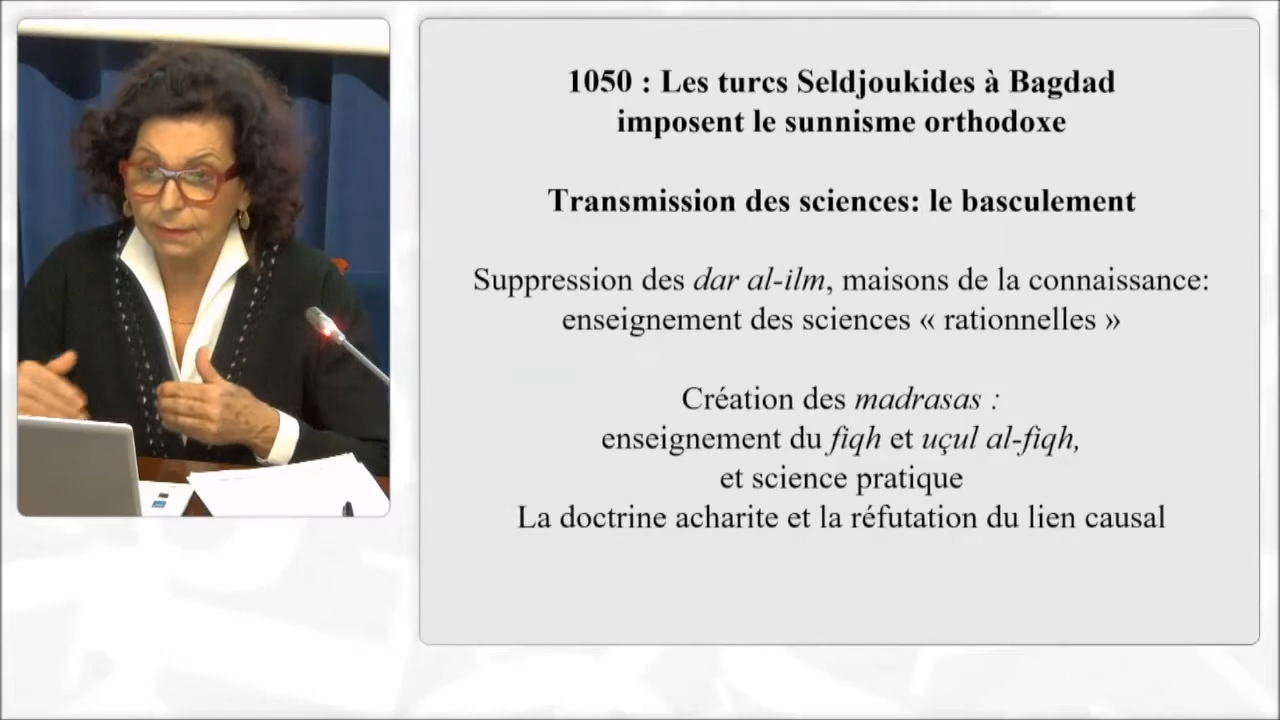 1050 : Les turcs Seldjoukides à Bagdad
imposent le sunnisme orthodoxe
Transmission des sciences: le basculement
Suppression des dar al-ilm, maisons de la connaissance:
enseignement des sciences « rationnelles »
Création des madrasas :
enseignement du fiqh et uçul al-fiqh,
et science pratique
La doctrine acharite et la réfutation du lien causal